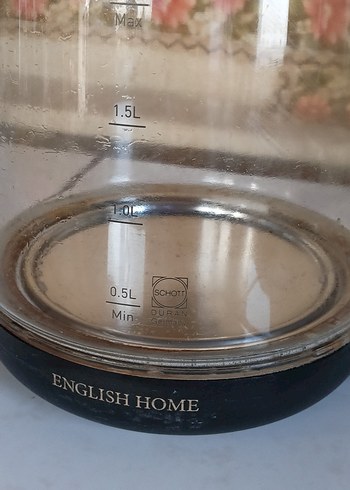 Max
1.5L
1.0L
0.5L
Min
SCHOTT
DURAN
ENGLISH HOME